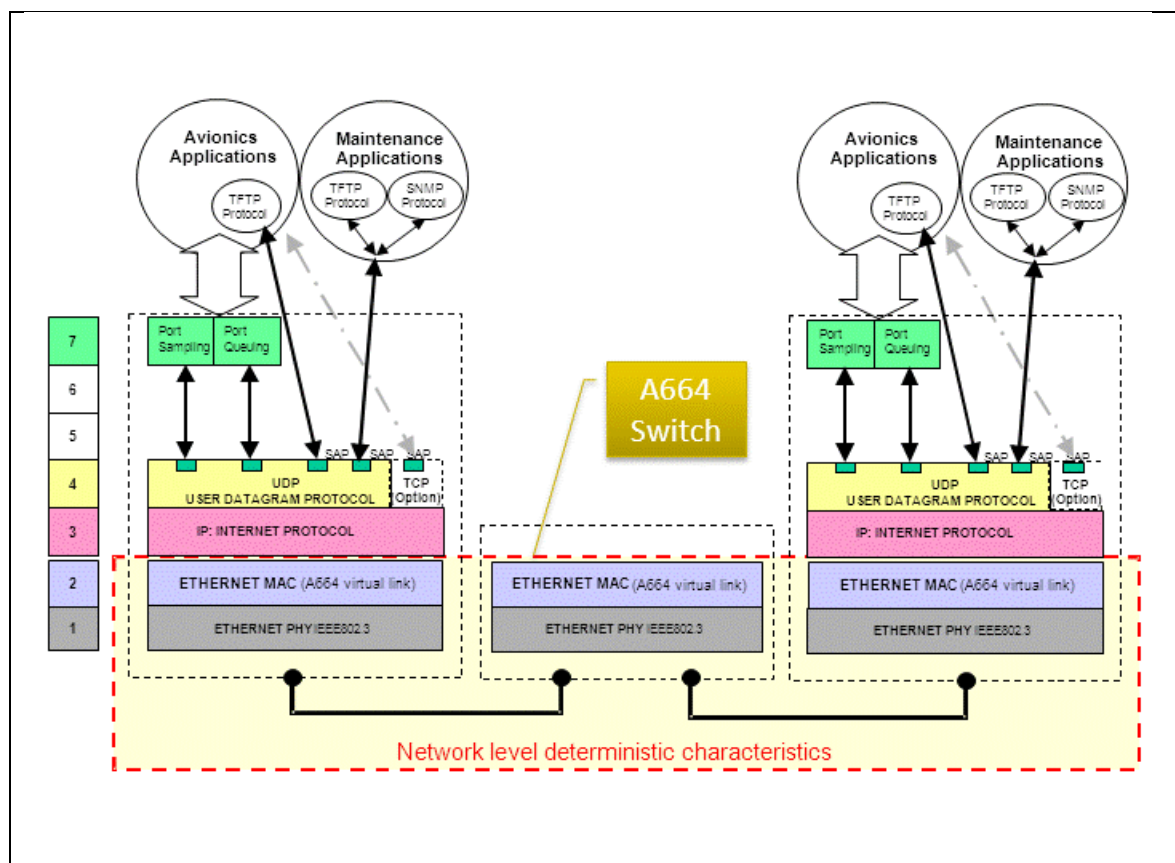 Avionics
Applications
TFTP
Protocol
Maintenance
Applications
TFTP
Protocol
SNMP
Protocol
Avionics
Applications
TFTP
Protocol
Maintenance
Applications
TFTP
Protocol
SNMP
Protocol
7
6
5
4
3
2
1
Port
Sampling
Port
Queuing
SAP
SAP
SAP
UDP
USER DATAGRAM PROTOCOL
TCP
(Option)
IP: INTERNET PROTOCOL
ETHERNET MAC (A664 virtual link)
ETHERNET PHY IEEE802.3
A664
Switch
ETHERNET MAC (A664 virtual link)
ETHERNET PHY IEEE802.3
Port
Sampling
Port
Queuing
SAP
SAP
SAP
UDP
USER DATAGRAM PROTOCOL
TCP
(Option)
IP: INTERNET PROTOCOL
ETHERNET MAC (A664 virtual link)
ETHERNET PHY IEEE802.3
Network level deterministic characteristics